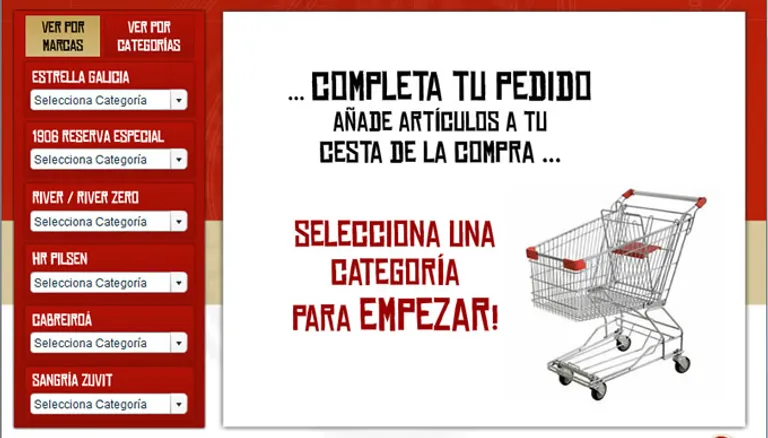 VER POR
MARCAS
VER POR
CATEGORÍAS
ESTRELLA GALICIA
Selecciona Categoría
1906 RESERVA ESPECIAL
Selecciona Categoría
RIVER / RIVER ZERO
Selecciona Categoría
HR PILSEN
Selecciona Categoría
CABREIROÁ
Selecciona Categoría
SANGRÍA ZUVIT
Selecciona Categoría
... COMPLETA TU PEDIDO
AÑADE ARTÍCULOS A TU
CESTA DE LA COMPRA ...
SELECCIONA UNA
CATEGORÍA
PARA EMPEZAR!